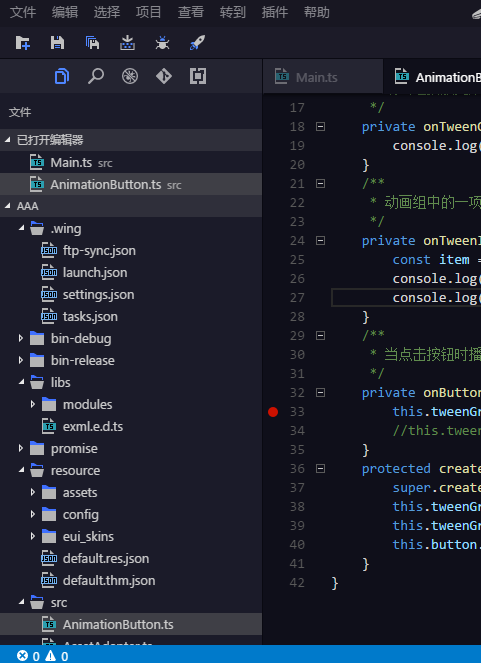 文件 编辑 选择 项目 查看 转到 插件 帮助
Main.ts
AnimationB
文件
已打开编辑器
Main.ts src
AnimationButton.ts src
AAA
.wing
ftp-sync.json
launch.json
settings.json
tasks.json
bin-debug
bin-release
libs
modules
exml.e.d.ts
promise
resource
assets
config
eui_skins
default.res.json
default.thm.json
src
AnimationButton.ts
17 */
18 private onTween
19 console.log(
20 }
21 /**
22 * 动画组中的一项
23 */
24 private onTweenI
25 const item =
26 console.log(
27 console.log(
28 }
29 /**
30 * 当点击按钮时播
31 */
32 private onButton
33 this.tweenGr
34 //this.tween
35 }
36 protected create
37 super.create
38 this.tweenGr
39 this.tweenGr
40 this.button.
41 }
42 }
0 0